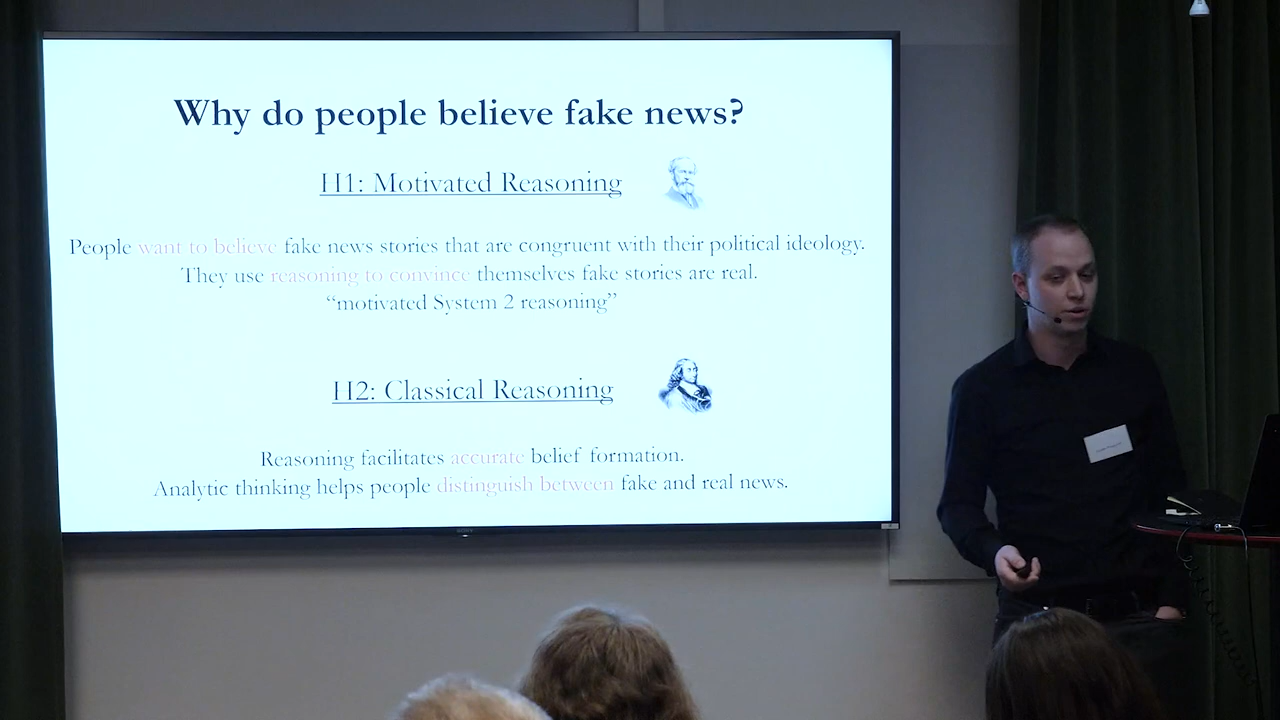 Why do people believe fake news?
H1: Motivated Reasoning
People want to believe fake news stories that are congruent with their political ideology.
They use reasoning to convince themselves fake stories are real.
“motivated System 2 reasoning”
H2: Classical Reasoning
Reasoning facilitates accurate belief formation.
Analytic thinking helps people distinguish between fake and real news.
SONY